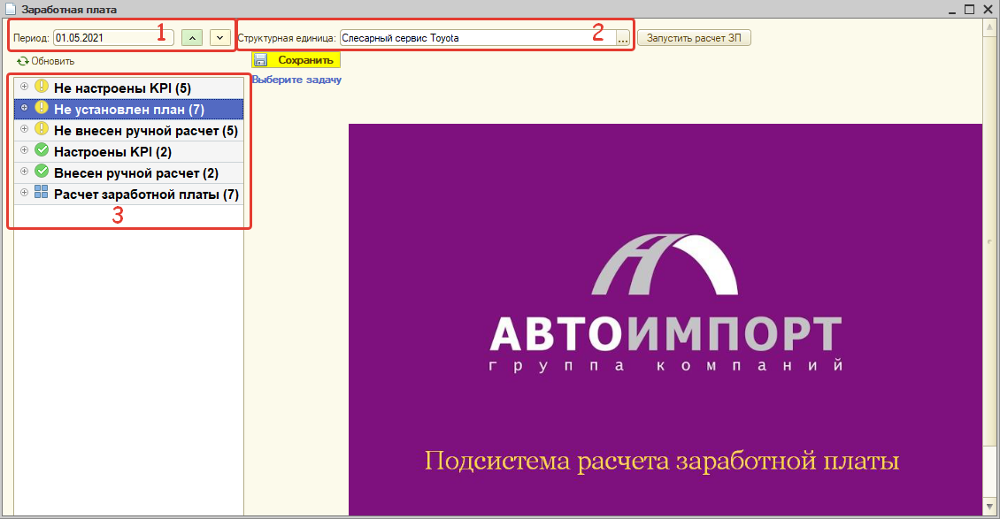 Заработная плата
Период: 01.05.2021 1 Структурная единица: Слесарный сервис Toyota 2 ... Запустить расчет ЗП
Обновить Сохранить
Выберите задачу
Не настроены KPI (5)
Не установлен план (7)
Не внесен ручной расчет (5)
Настроены KPI (2)
Внесен ручной расчет (2)
Расчет заработной платы (7)
3
АВТОИМПОРТ
группа компаний
Подсистема расчета заработной платы